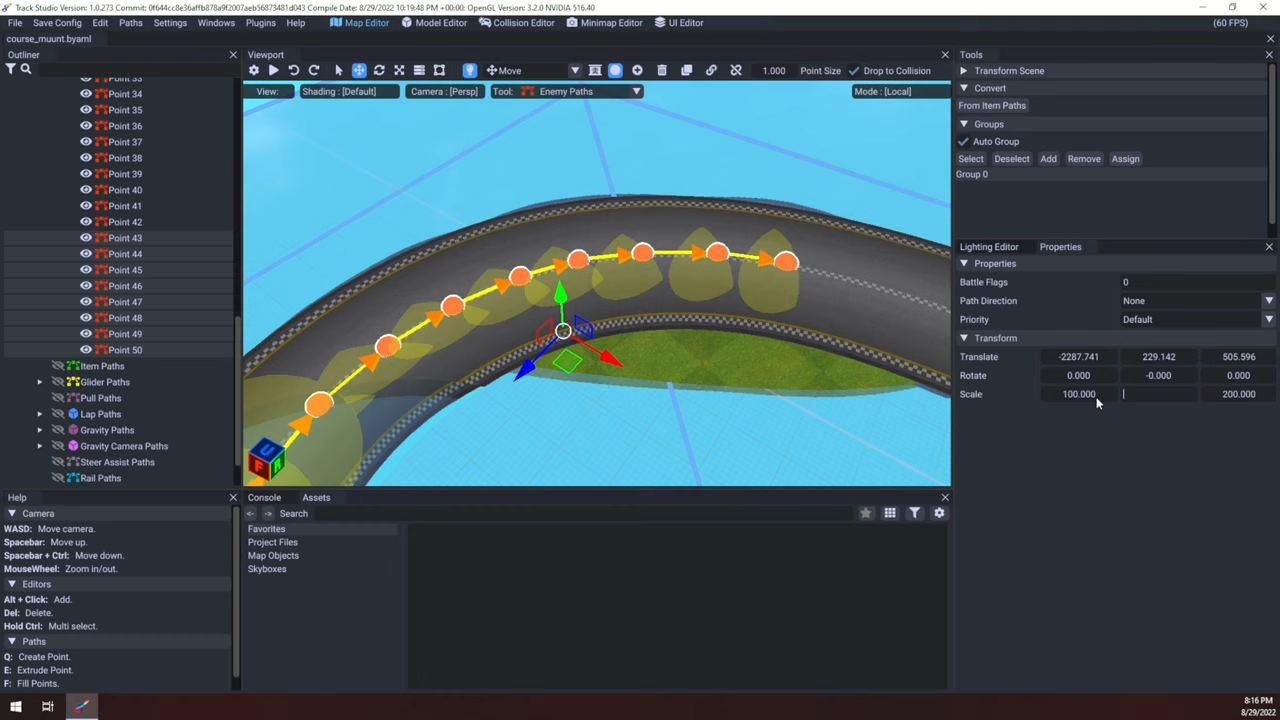 Track Studio Version: 1.0.273 Commit: 0f644cc8e36affb878a9f2007aeb56873481d043 Compile Date: 8/29/2022 10:19:48 PM +00:00: OpenGL Version: 3.2.0 NVIDIA 516.40
File Save Config Edit Paths Settings Windows Plugins Help Map Editor Model Editor Collision Editor Minimap Editor UI Editor (60 FPS)
course_muunt.byaml
Outliner
Point 33
Point 34
Point 35
Point 36
Point 37
Point 38
Point 39
Point 40
Point 41
Point 42
Point 43
Point 44
Point 45
Point 46
Point 47
Point 48
Point 49
Point 50
Item Paths
Glider Paths
Pull Paths
Lap Paths
Gravity Paths
Gravity Camera Paths
Steer Assist Paths
Rail Paths
Help
Camera
WASD: Move camera.
Spacebar: Move up.
Spacebar + Ctrl: Move down.
MouseWheel: Zoom in/out.
Editors
Alt + Click: Add.
Del: Delete.
Hold Ctrl: Multi select.
Paths
Q: Create Point.
E: Extrude Point.
F: Fill Points.
Viewport
Move 1.000 Point Size Drop to Collision
View: Shading : [Default] Camera : [Persp] Tool: Enemy Paths Mode : [Local]
U
F R
Console Assets
<- -> Search
Favorites
Project Files
Map Objects
Skyboxes
Tools
Transform Scene
Convert
From Item Paths
Groups
Auto Group
Select Deselect Add Remove Assign
Group 0
Lighting Editor Properties
Properties
Battle Flags 0
Path Direction None
Priority Default
Transform
Translate -2287.741 229.142 505.596
Rotate 0.000 -0.000 0.000
Scale 100.000 200.000
8:16 PM
8/29/2022